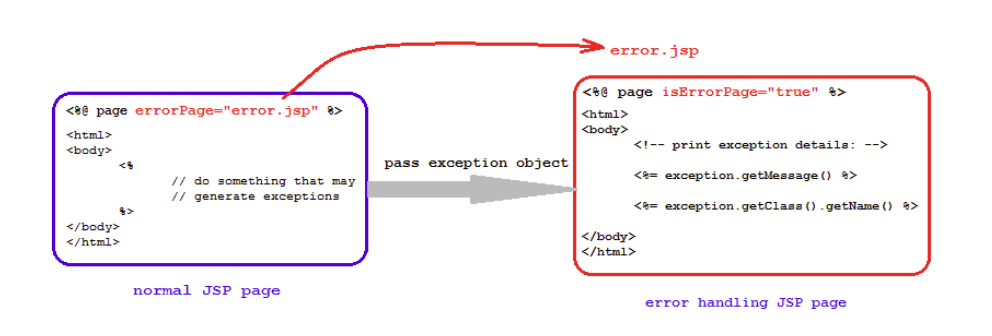 error.jsp
<%@ page errorPage="error.jsp" %>
<html>
<body>
<%
// do something that may
// generate exceptions
%>
</body>
</html>
normal JSP page
pass exception object
<%@ page isErrorPage="true" %>
<html>
<body>
<!-- print exception details: -->
<%= exception.getMessage() %>
<%= exception.getClass().getName() %>
</body>
</html>
error handling JSP page